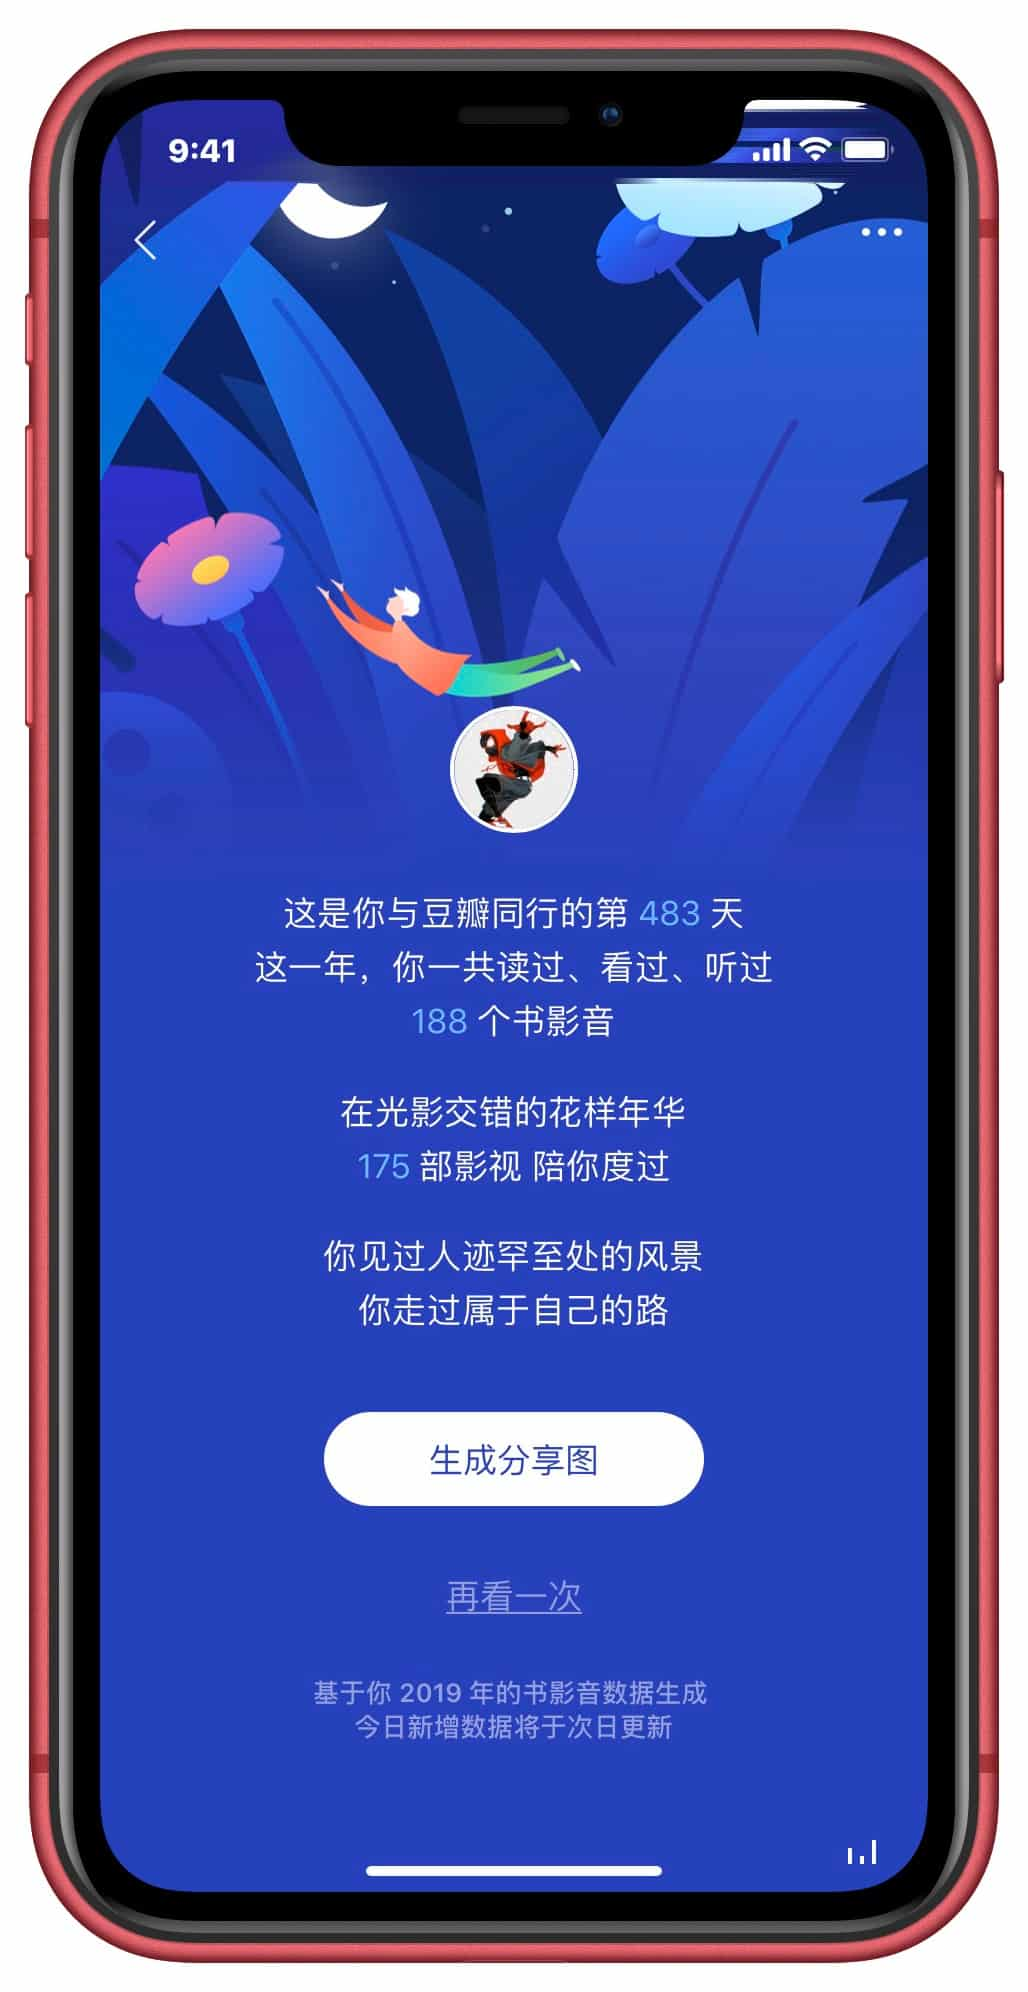 9:41
这是你与豆瓣同行的第 483 天
这一年，你一共读过、看过、听过
188 个书影音
在光影交错的花样年华
175 部影视 陪你度过
你见过人迹罕至处的风景
你走过属于自己的路
生成分享图
再看一次
基于你 2019 年的书影音数据生成
今日新增数据将于次日更新